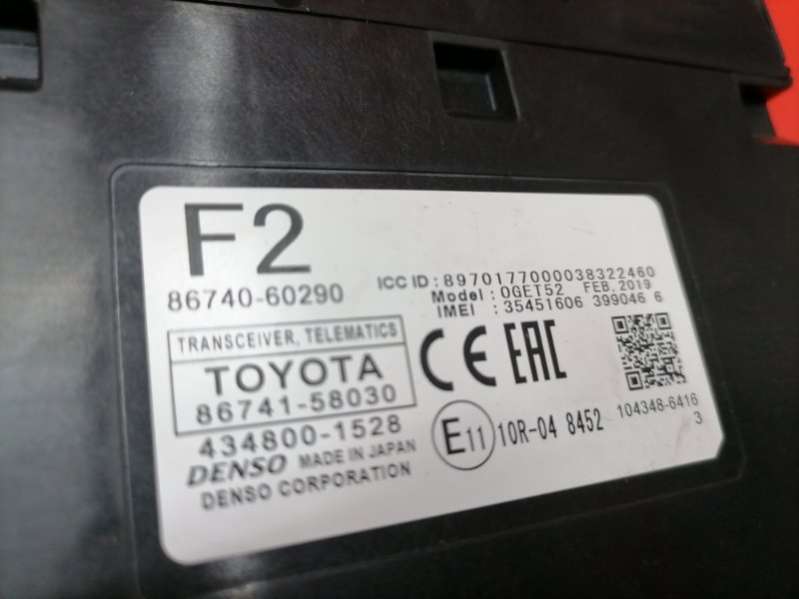 F2
86740-60290
ICC ID : 8970177000038322460
Model : OGET52 FEB, 2019
IMEI : 35451606 399046 6
TRANSCEIVER, TELEMATICS
TOYOTA
86741-58030
434800-1528
DENSO MADE IN JAPAN
DENSO CORPORATION
CE EAC
E11 10R-04 8452
104348-6416
3